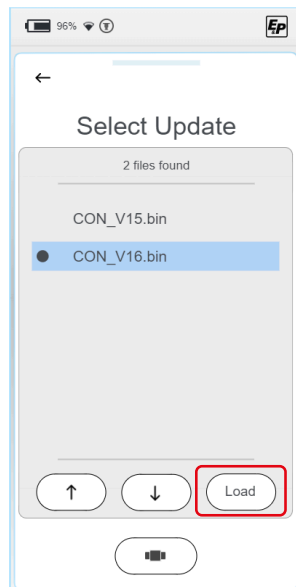 96%
EP
←
Select Update
2 files found
CON_V15.bin
CON_V16.bin
↑ ↓ Load